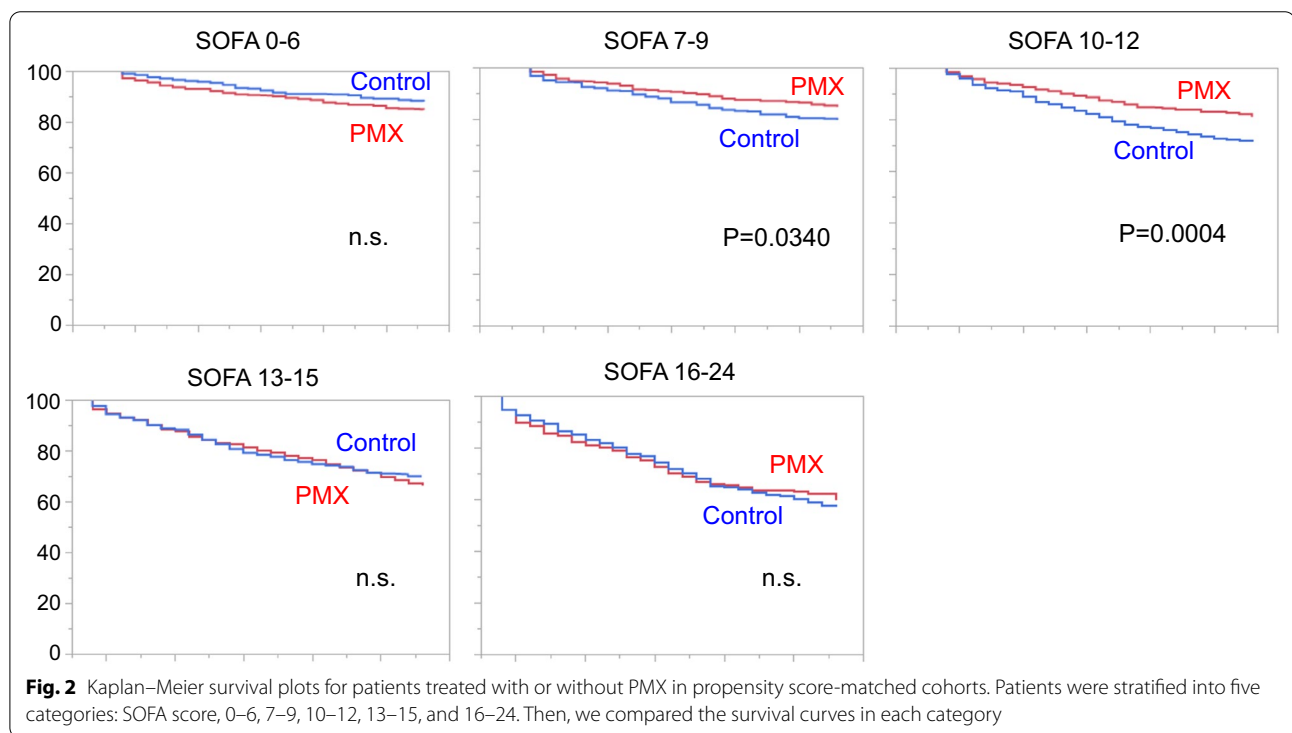 SOFA 0-6
SOFA 7-9
SOFA 10-12
100
80
60
40
20
0
Control
PMX
n.s.
PMX
Control
P=0.0340
PMX
Control
P=0.0004
SOFA 13-15
SOFA 16-24
100
80
60
40
20
0
Control
PMX
n.s.
PMX
Control
n.s.
Fig. 2 Kaplan–Meier survival plots for patients treated with or without PMX in propensity score-matched cohorts. Patients were stratified into five
categories: SOFA score, 0–6, 7–9, 10–12, 13–15, and 16–24. Then, we compared the survival curves in each category